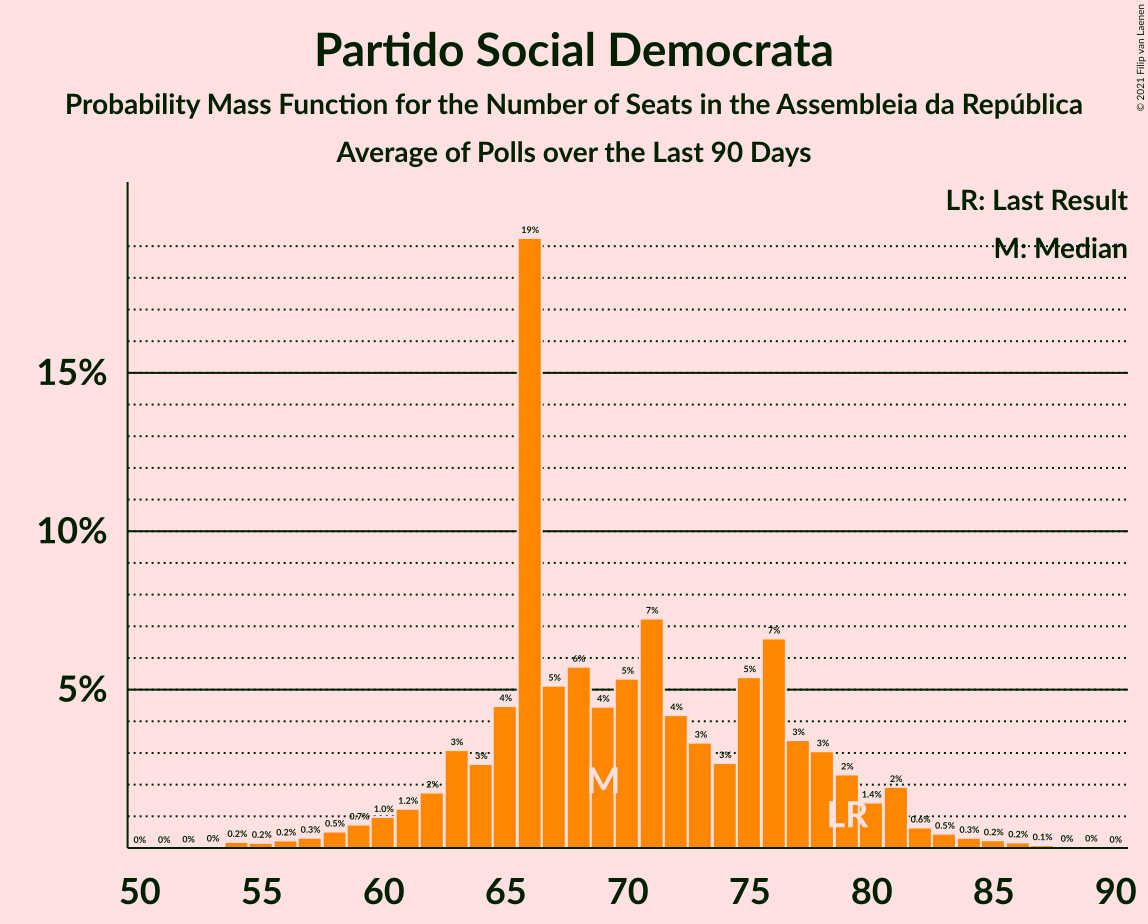 Partido Social Democrata
Probability Mass Function for the Number of Seats in the Assembleia da República
Average of Polls over the Last 90 Days
© 2021 Filip van Laenen
LR: Last Result
M: Median
15%
10%
5%
0% 0% 0% 0% 0.2% 0.2% 0.2% 0.3% 0.5% 0.7% 1.0% 1.2% 2% 3% 3% 4% 19% 5% 6% 4% 5% 7% 4% 3% 3% 5% 7% 3% 3% 2% 1.4% 2% 0.6% 0.5% 0.3% 0.2% 0.2% 0.1% 0% 0% 0%
M
LR
50 55 60 65 70 75 80 85 90